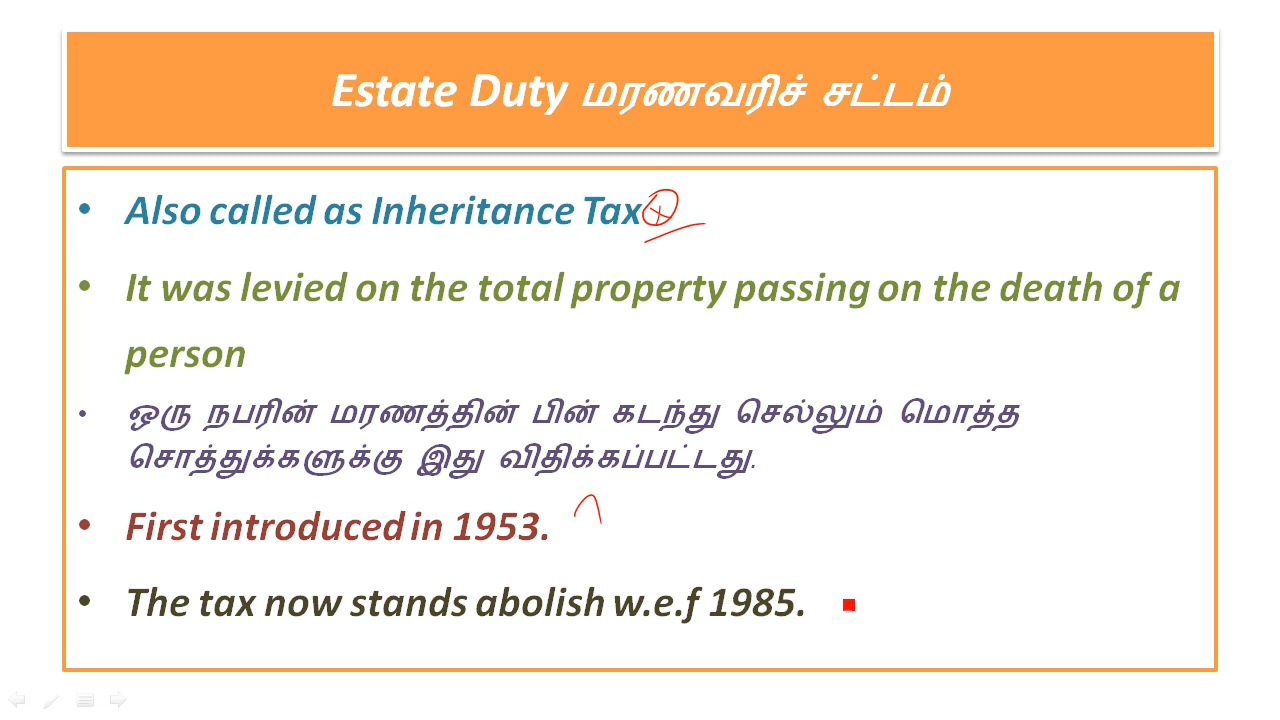 Estate Duty மரணவரிச் சட்டம்
• Also called as Inheritance Tax
• It was levied on the total property passing on the death of a
person
• ஒரு நபரின் மரணத்தின் பின் கடந்து செல்லும் மொத்த
சொத்துக்களுக்கு இது விதிக்கப்பட்டது.
• First introduced in 1953.
• The tax now stands abolish w.e.f 1985.